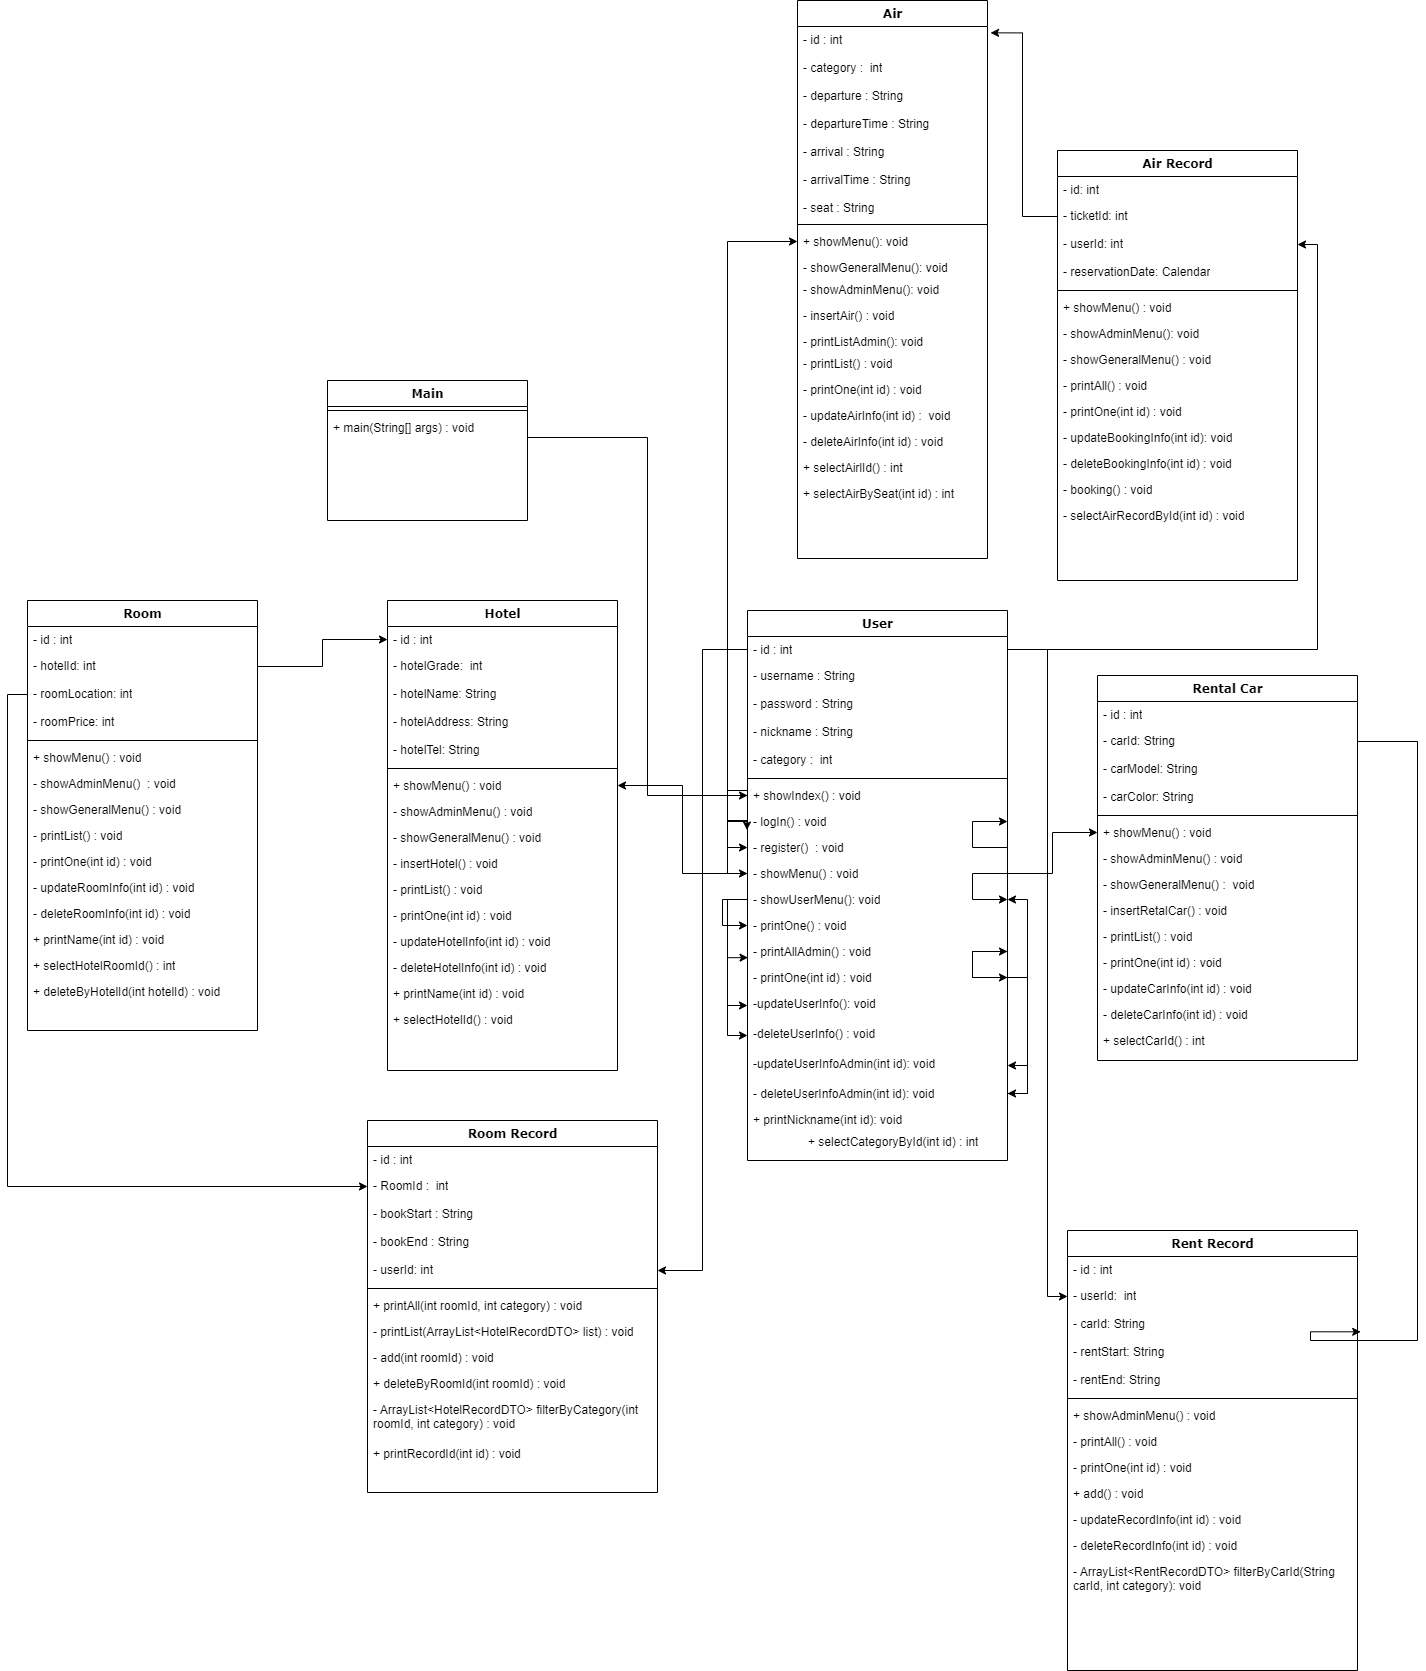 Air
- id : int
- category :  int
- departure : String
- departureTime : String
- arrival : String
- arrivalTime : String
- seat : String
+ showMenu(): void
- showGeneralMenu(): void
- showAdminMenu(): void
- insertAir() : void
- printListAdmin(): void
- printList() : void
- printOne(int id) : void
- updateAirInfo(int id) :  void
- deleteAirInfo(int id) : void
+ selectAirlId() : int
+ selectAirBySeat(int id) : int
Air Record
- id: int
- ticketId: int
- userId: int
- reservationDate: Calendar
+ showMenu() : void
- showAdminMenu(): void
- showGeneralMenu() : void
- printAll() : void
- printOne(int id) : void
- updateBookingInfo(int id): void
- deleteBookingInfo(int id) : void
- booking() : void
- selectAirRecordById(int id) : void
Main
+ main(String[] args) : void
Room
- id : int
- hotelId: int
- roomLocation: int
- roomPrice: int
+ showMenu() : void
- showAdminMenu()  : void
- showGeneralMenu() : void
- printList() : void
- printOne(int id) : void
- updateRoomInfo(int id) : void
- deleteRoomInfo(int id) : void
+ printName(int id) : void
+ selectHotelRoomId() : int
+ deleteByHotelId(int hotelId) : void
Hotel
- id : int
- hotelGrade:  int
- hotelName: String
- hotelAddress: String
- hotelTel: String
+ showMenu() : void
- showAdminMenu() : void
- showGeneralMenu() : void
- insertHotel() : void
- printList() : void
- printOne(int id) : void
- updateHotelInfo(int id) : void
- deleteHotelInfo(int id) : void
+ printName(int id) : void
+ selectHotelId() : void
User
- id : int
- username : String
- password : String
- nickname : String
- category :  int
+ showIndex() : void
- logIn() : void
- register()  : void
- showMenu() : void
- showUserMenu(): void
- printOne() : void
- printAllAdmin() : void
- printOne(int id) : void
-updateUserInfo(): void
-deleteUserInfo() : void
-updateUserInfoAdmin(int id): void
- deleteUserInfoAdmin(int id): void
+ printNickname(int id): void
+ selectCategoryById(int id) : int
Rental Car
- id : int
- carId: String
- carModel: String
- carColor: String
+ showMenu() : void
- showAdminMenu() : void
- showGeneralMenu() :  void
- insertRetalCar() : void
- printList() : void
- printOne(int id) : void
- updateCarInfo(int id) : void
- deleteCarInfo(int id) : void
+ selectCarId() : int
Room Record
- id : int
- RoomId :  int
- bookStart : String
- bookEnd : String
- userId: int
+ printAll(int roomId, int category) : void
- printList(ArrayList<HotelRecordDTO> list) : void
- add(int roomId) : void
+ deleteByRoomId(int roomId) : void
- ArrayList<HotelRecordDTO> filterByCategory(int
roomId, int category) : void
+ printRecordId(int id) : void
Rent Record
- id : int
- userId:  int
- carId: String
- rentStart: String
- rentEnd: String
+ showAdminMenu() : void
- printAll() : void
- printOne(int id) : void
+ add() : void
- updateRecordInfo(int id) : void
- deleteRecordInfo(int id) : void
- ArrayList<RentRecordDTO> filterByCarId(String
carId, int category): void